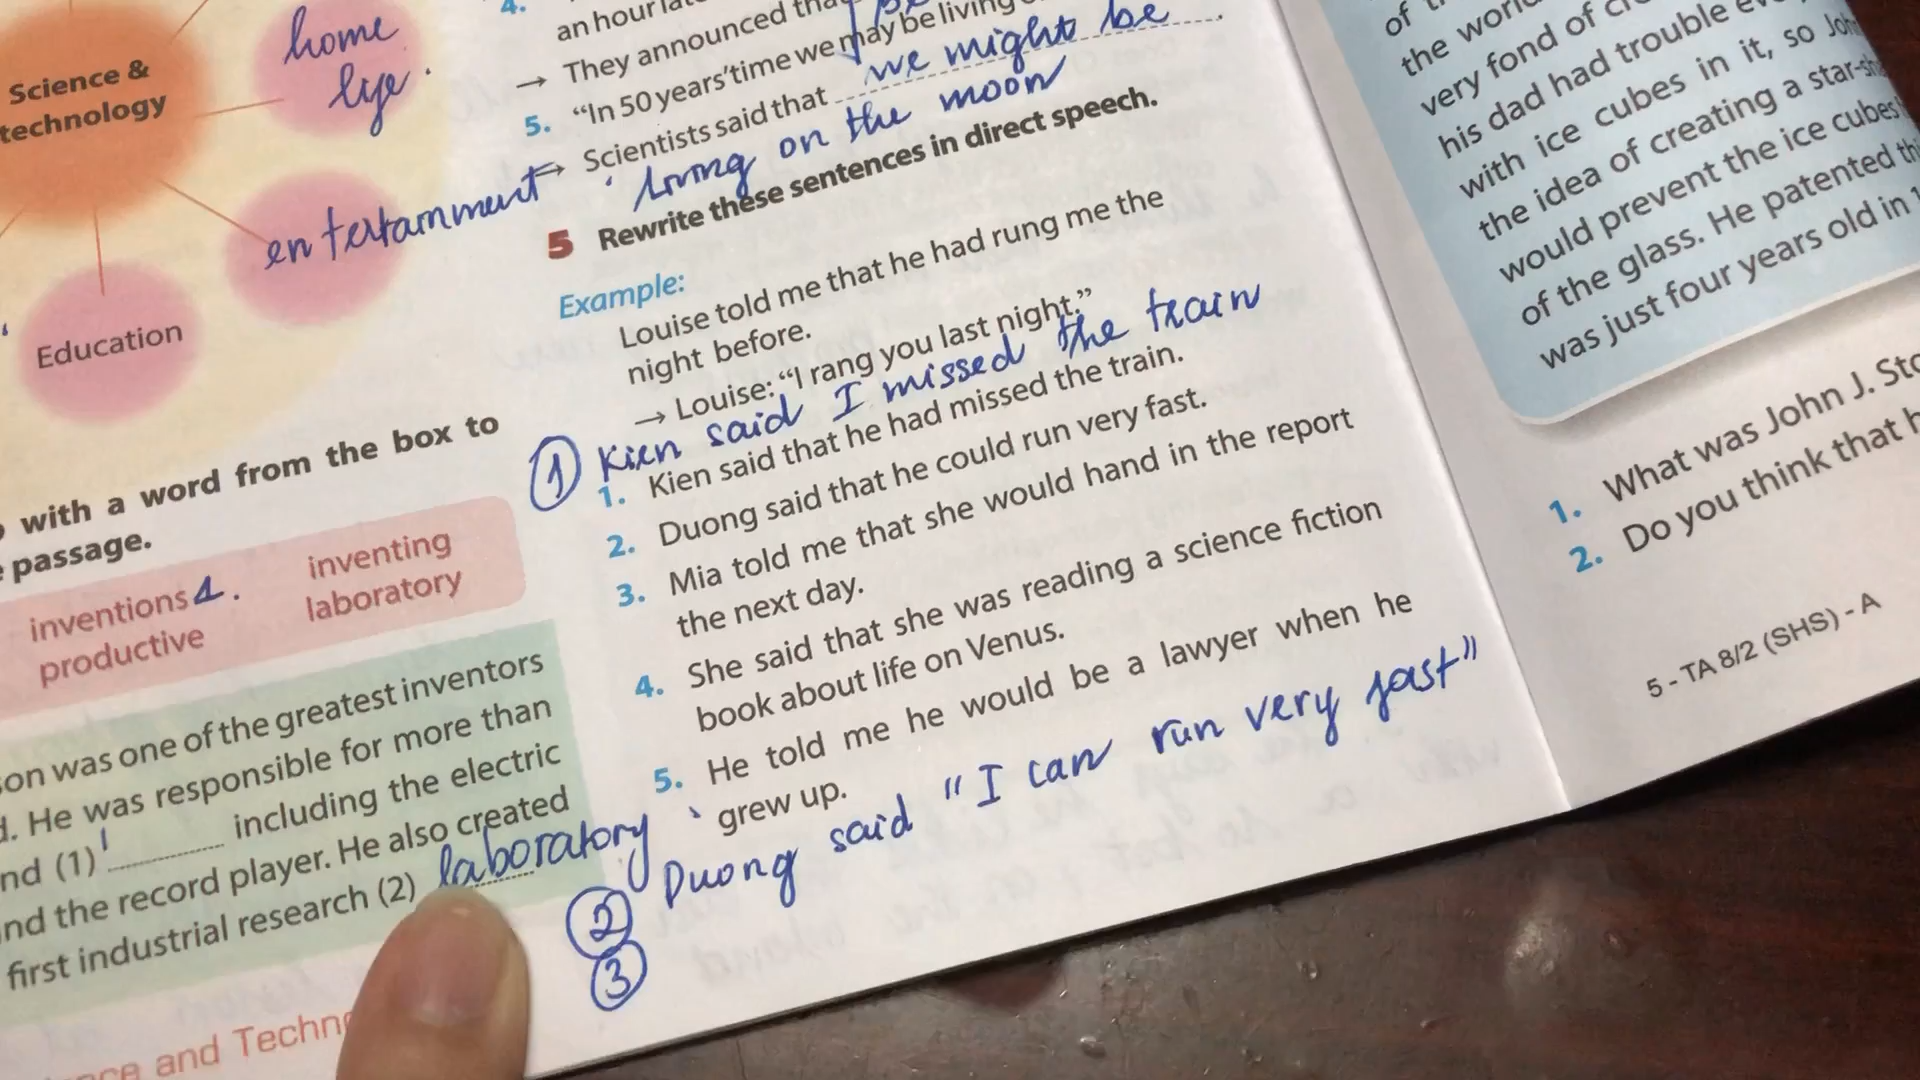 Science &
technology
home
life.
entertainment
Education
with a word from the box to
passage.
inventions 1.
inventing
productive
laboratory
son was one of the greatest inventors
He was responsible for more than
nd (1) including the electric
nd the record player. He also created
first industrial research (2) laboratory
4.
an hour
→ They announced that
5. "In 50 years'time we may be living
→ Scientists said that we might be
living on the moon
5 Rewrite these sentences in direct speech.
Example:
Louise told me that he had rung me the
night before.
→ Louise: "I rang you last night."
① Kien said I missed the train
1. Kien said that he had missed the train.
2. Duong said that he could run very fast.
3. Mia told me that she would hand in the report
the next day.
4. She said that she was reading a science fiction
book about life on Venus.
5. He told me he would be a lawyer when he
grew up.
② Duong said "I can run very fast"
③
of
the world
very fond of
his dad had trouble
with ice cubes in it, so John
the idea of creating a
would prevent the ice cubes
of the glass. He patented
was just four years old in
1. What was John J.
2. Do you think that
5 - TA 8/2 (SHS) - A